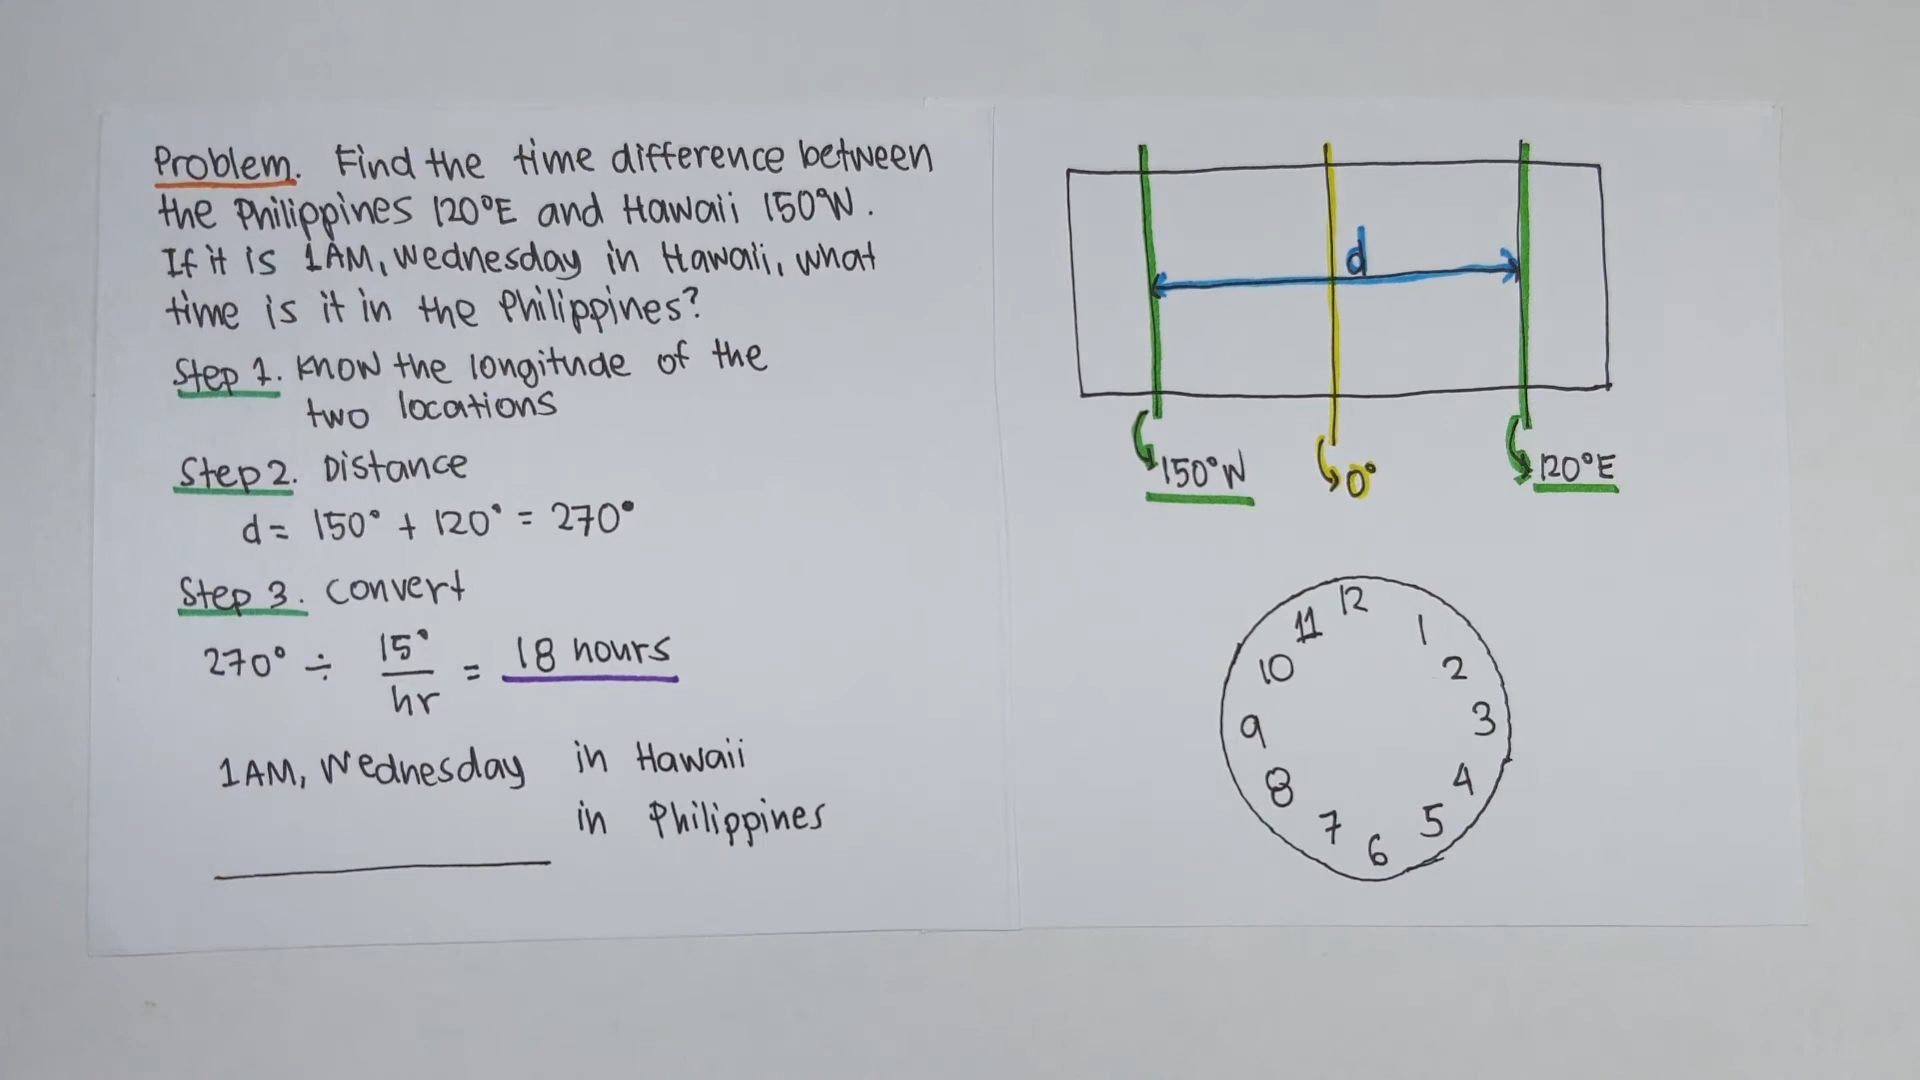 Problem. Find the time difference between
the Philippines 120°E and Hawaii 150°W.
If it is 1AM, Wednesday in Hawaii, what
time is it in the Philippines?
Step 1. Know the longitude of the
two locations
Step 2. Distance
d = 150° + 120° = 270°
Step 3. Convert
270° ÷ 15°/hr = 18 hours
1AM, Wednesday in Hawaii
in Philippines
d
150°W 0° 120°E
12
11 1
10 2
9 3
8 4
7 5
6